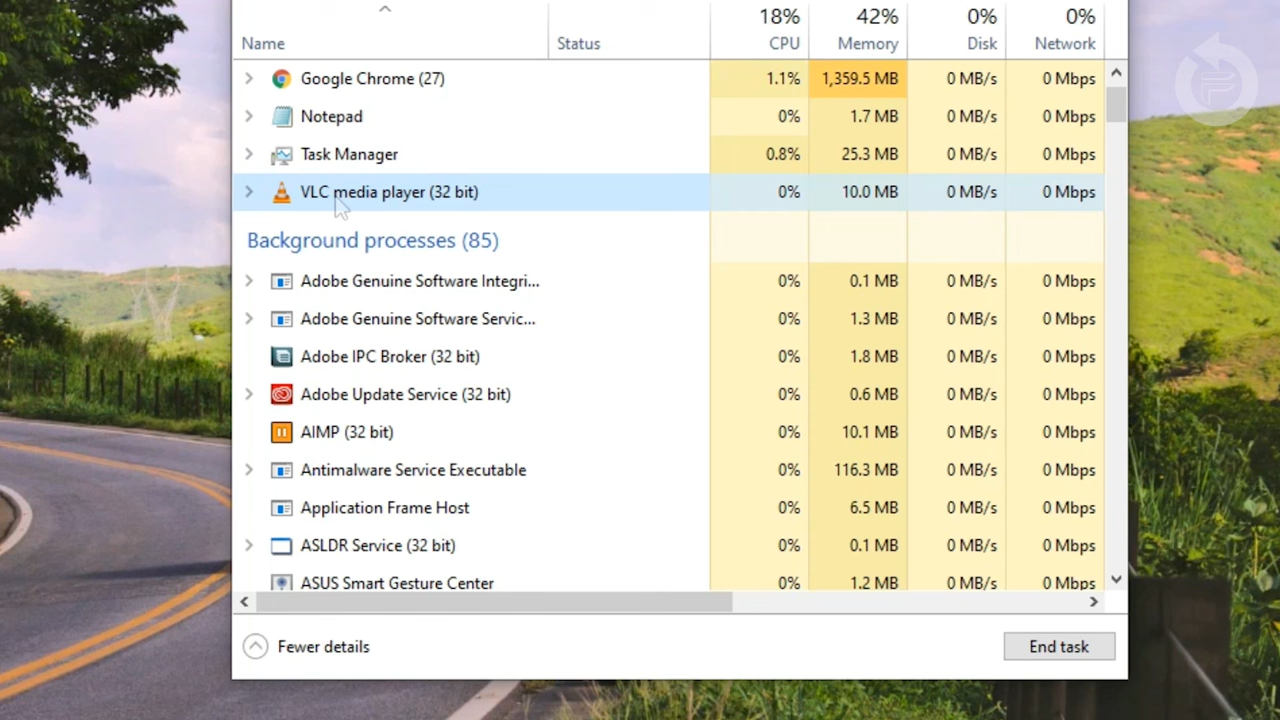 18% 42% 0% 0%
Name Status CPU Memory Disk Network
Google Chrome (27) 1.1% 1,359.5 MB 0 MB/s 0 Mbps
Notepad 0% 1.7 MB 0 MB/s 0 Mbps
Task Manager 0.8% 25.3 MB 0 MB/s 0 Mbps
VLC media player (32 bit) 0% 10.0 MB 0 MB/s 0 Mbps
Background processes (85)
Adobe Genuine Software Integri... 0% 0.1 MB 0 MB/s 0 Mbps
Adobe Genuine Software Servic... 0% 1.3 MB 0 MB/s 0 Mbps
Adobe IPC Broker (32 bit) 0% 1.8 MB 0 MB/s 0 Mbps
Adobe Update Service (32 bit) 0% 0.6 MB 0 MB/s 0 Mbps
AIMP (32 bit) 0% 10.1 MB 0 MB/s 0 Mbps
Antimalware Service Executable 0% 116.3 MB 0 MB/s 0 Mbps
Application Frame Host 0% 6.5 MB 0 MB/s 0 Mbps
ASLDR Service (32 bit) 0% 0.1 MB 0 MB/s 0 Mbps
ASUS Smart Gesture Center 0% 1.2 MB 0 MB/s 0 Mbps
Fewer details End task